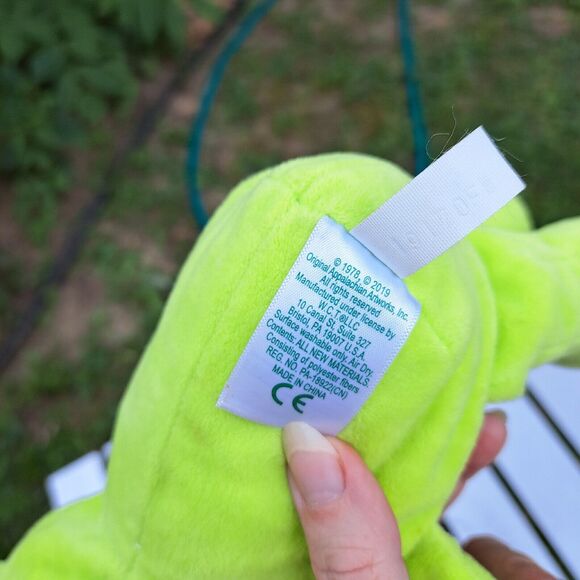 © 1978, © 2019
Original Appalachian Artworks, Inc.
All rights reserved
Manufactured under license by
W.C.T.®LLC
10 Canal St. Suite 327
Bristol, PA 19007 U.S.A.
Surface washable only, Air Dry.
Contents: ALL NEW MATERIALS
Consisting of polyester fibers
REG NO. PA-18922(CN)
MADE IN CHINA
CE